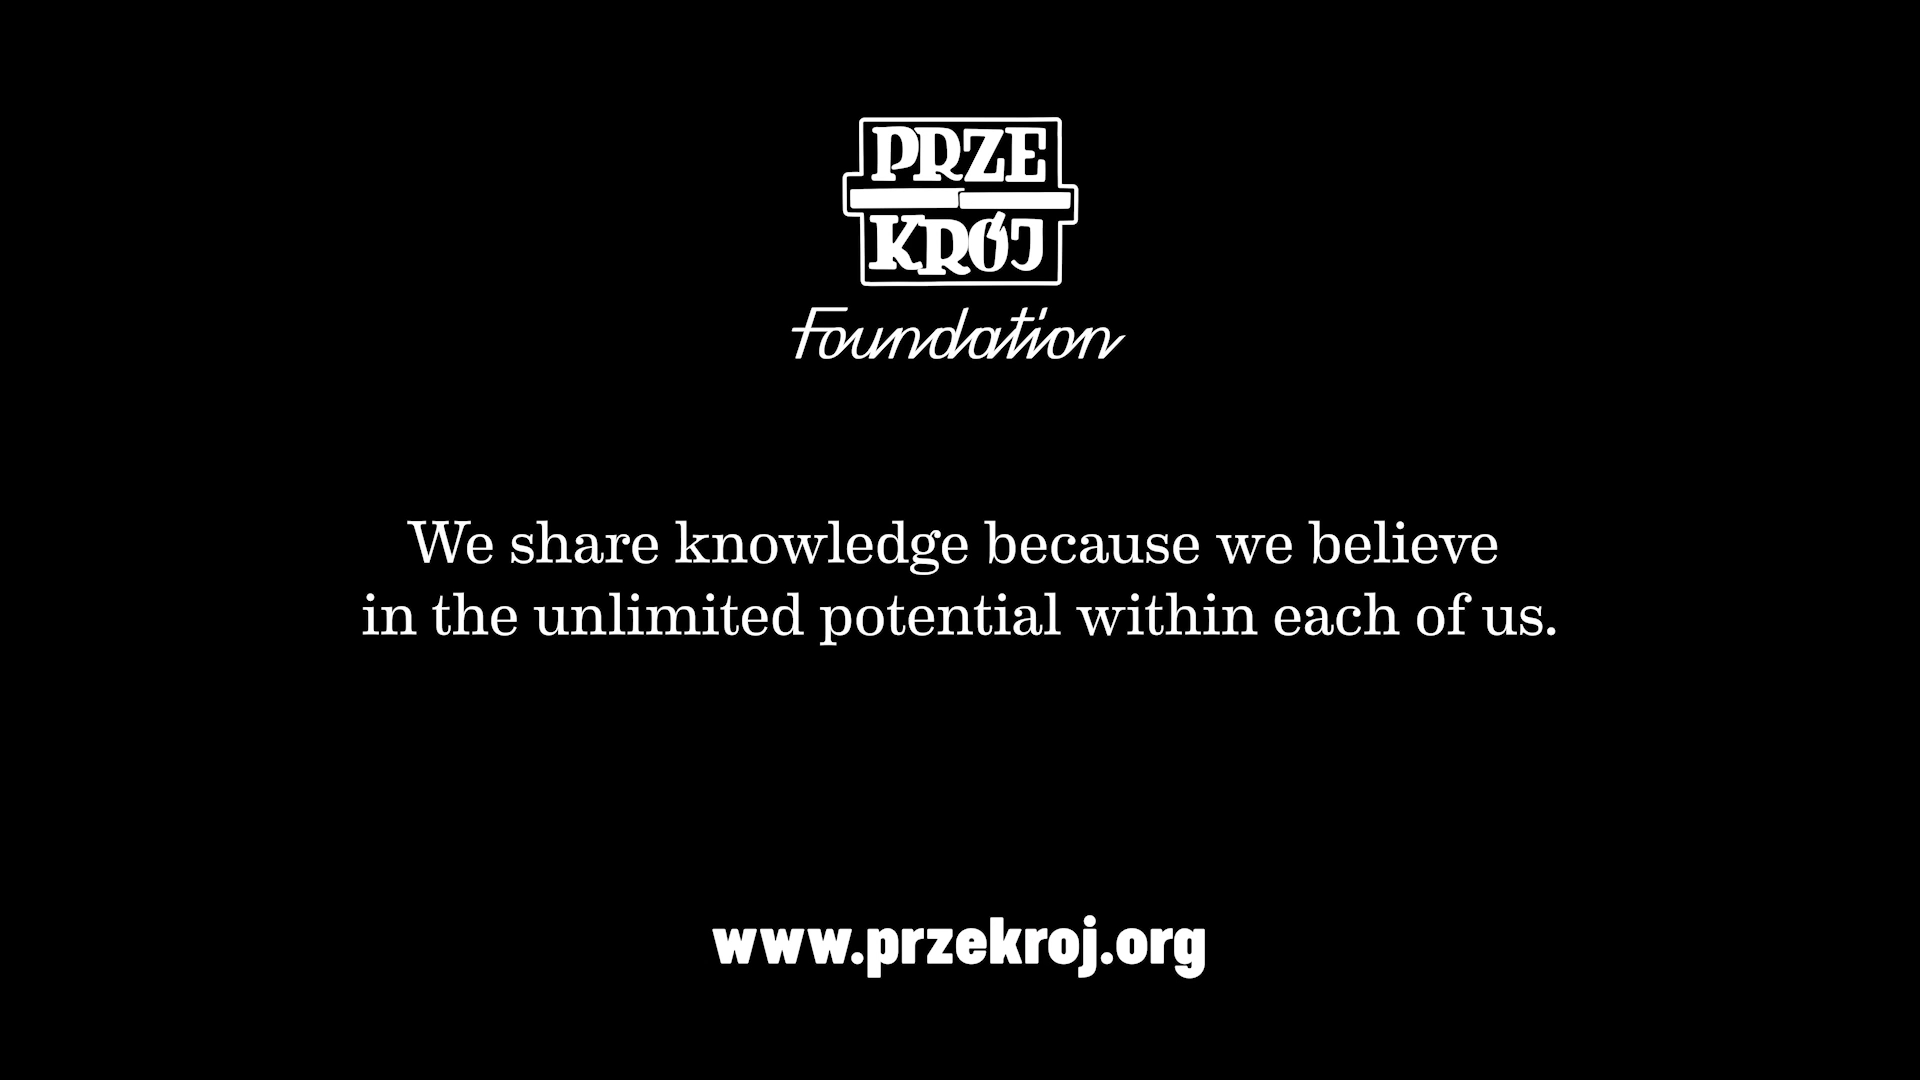 PRZE
KRÓJ
Foundation
We share knowledge because we believe
in the unlimited potential within each of us.
www.przekroj.org